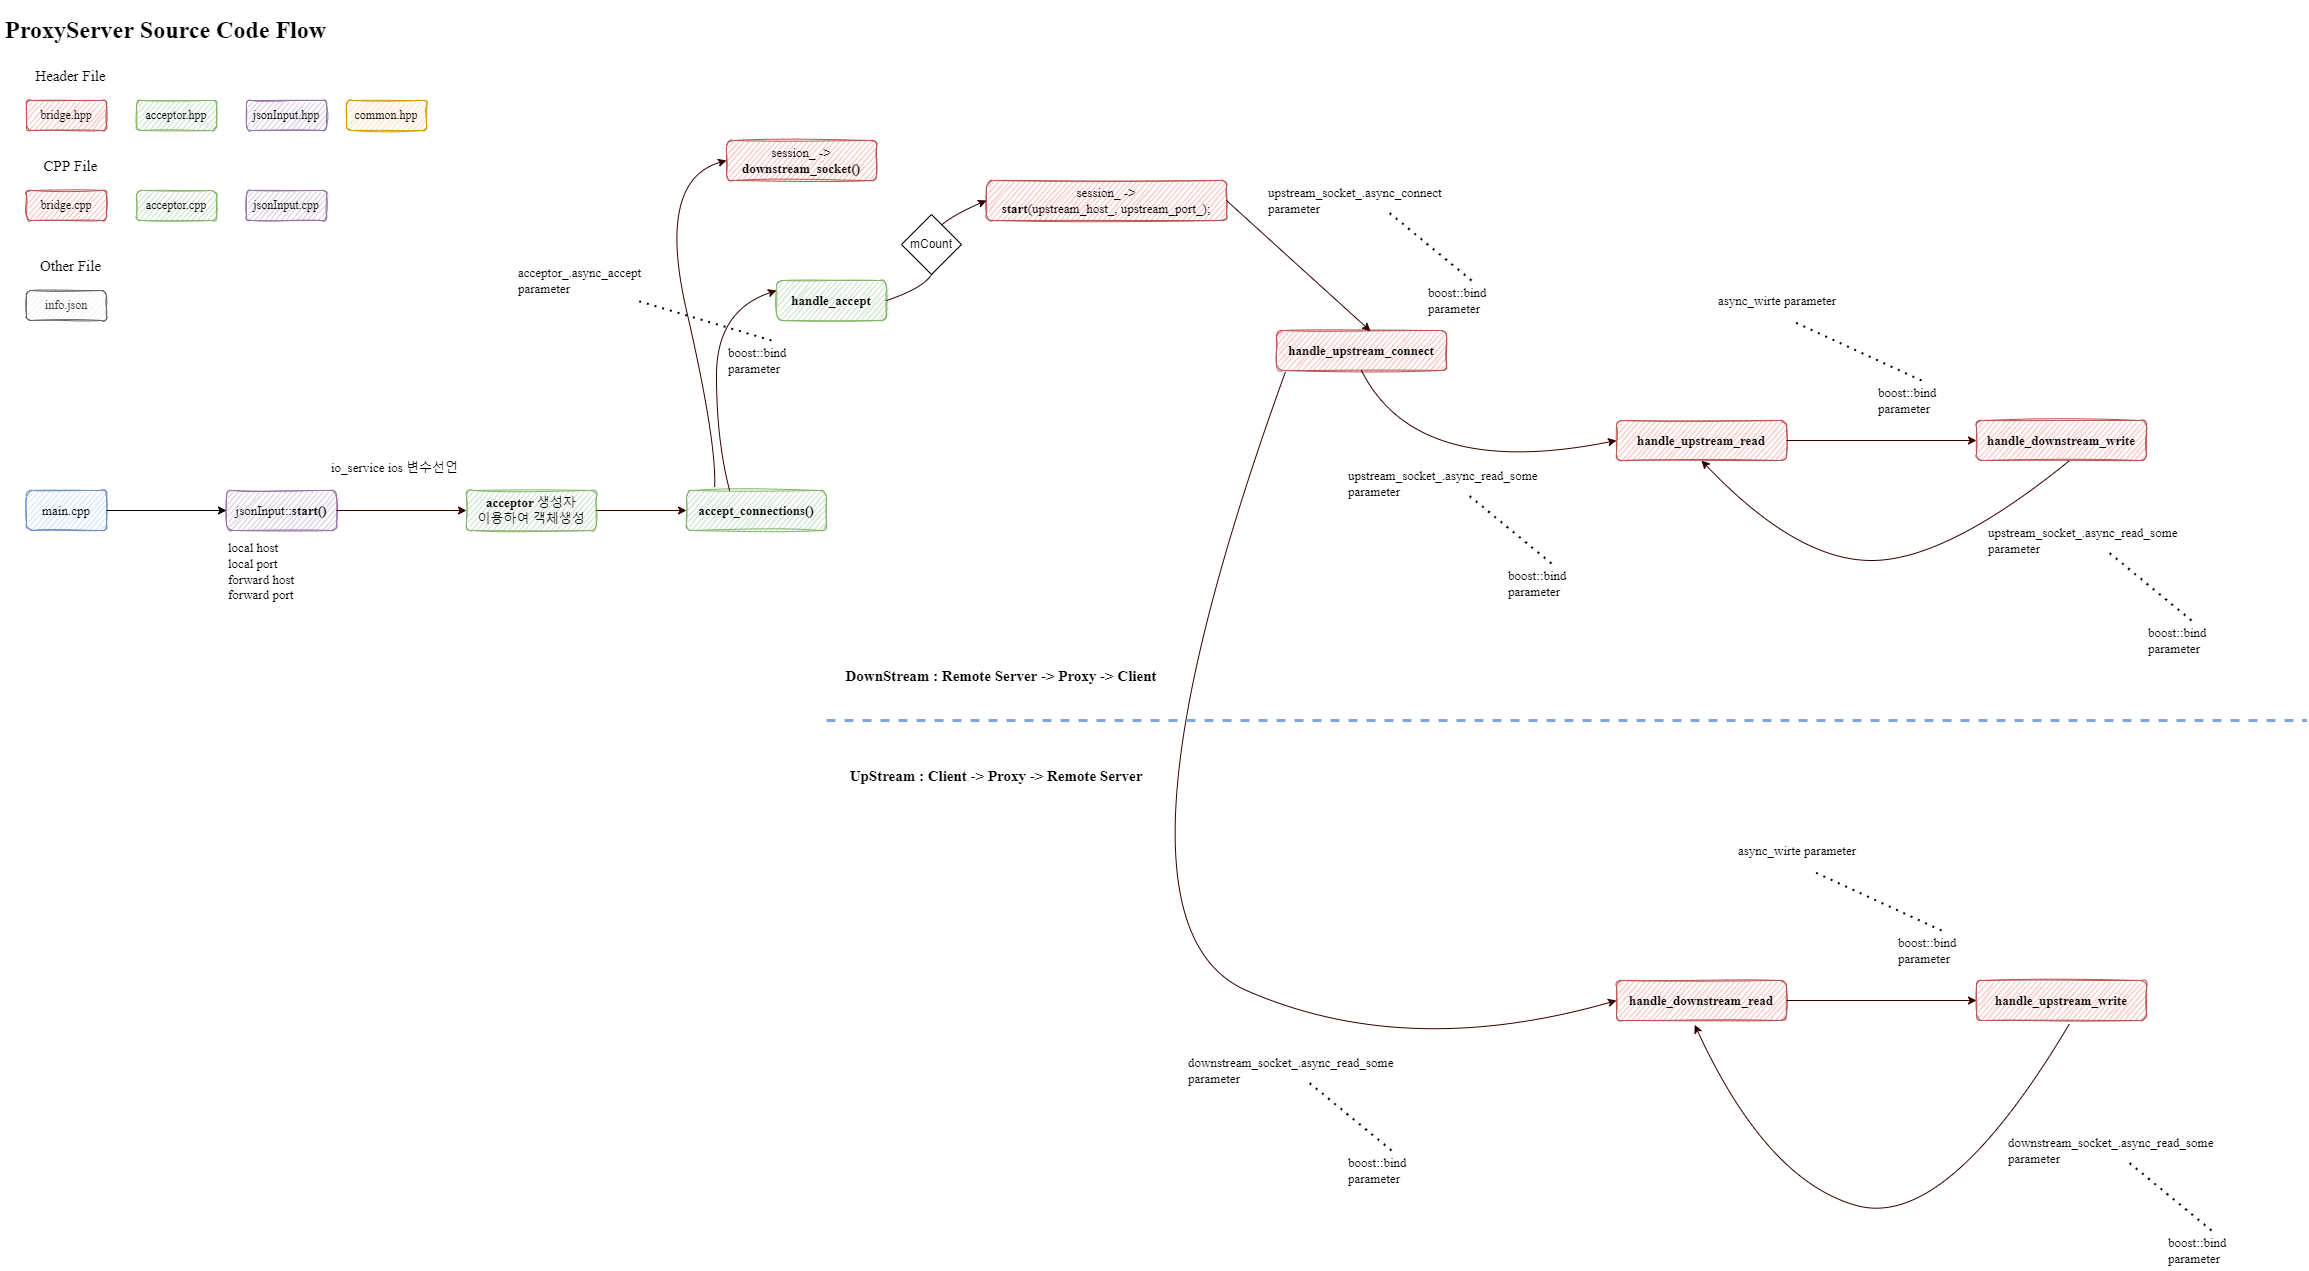 ProxyServer Source Code Flow
Header File
bridge.hpp
acceptor.hpp
jsonInput.hpp
common.hpp
CPP File
bridge.cpp
acceptor.cpp
jsonInput.cpp
Other File
info.json
session_ ->
downstream_socket()
session_ ->
start(upstream_host_, upstream_port_);
mCount
upstream_socket_.async_connect
parameter
boost::bind
parameter
acceptor_.async_accept
parameter
handle_accept
boost::bind
parameter
handle_upstream_connect
async_wirte parameter
boost::bind
parameter
handle_upstream_read
handle_downstream_write
io_service ios 변수선언
main.cpp
jsonInput::start()
acceptor 생성자
이용하여 객체생성
accept_connections()
local host
local port
forward host
forward port
upstream_socket_.async_read_some
parameter
boost::bind
parameter
upstream_socket_.async_read_some
parameter
boost::bind
parameter
DownStream : Remote Server -> Proxy -> Client
UpStream : Client -> Proxy -> Remote Server
async_wirte parameter
boost::bind
parameter
handle_downstream_read
handle_upstream_write
downstream_socket_.async_read_some
parameter
boost::bind
parameter
downstream_socket_.async_read_some
parameter
boost::bind
parameter